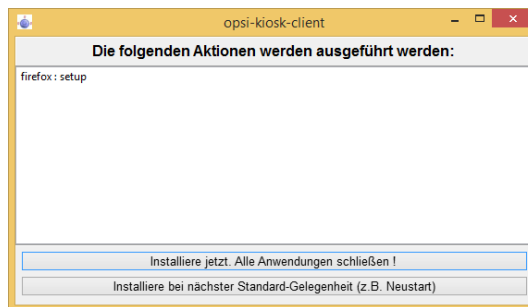 opsi-kiosk-client
Die folgenden Aktionen werden ausgeführt werden:
firefox : setup
Installiere jetzt. Alle Anwendungen schließen !
Installiere bei nächster Standard-Gelegenheit (z.B. Neustart)